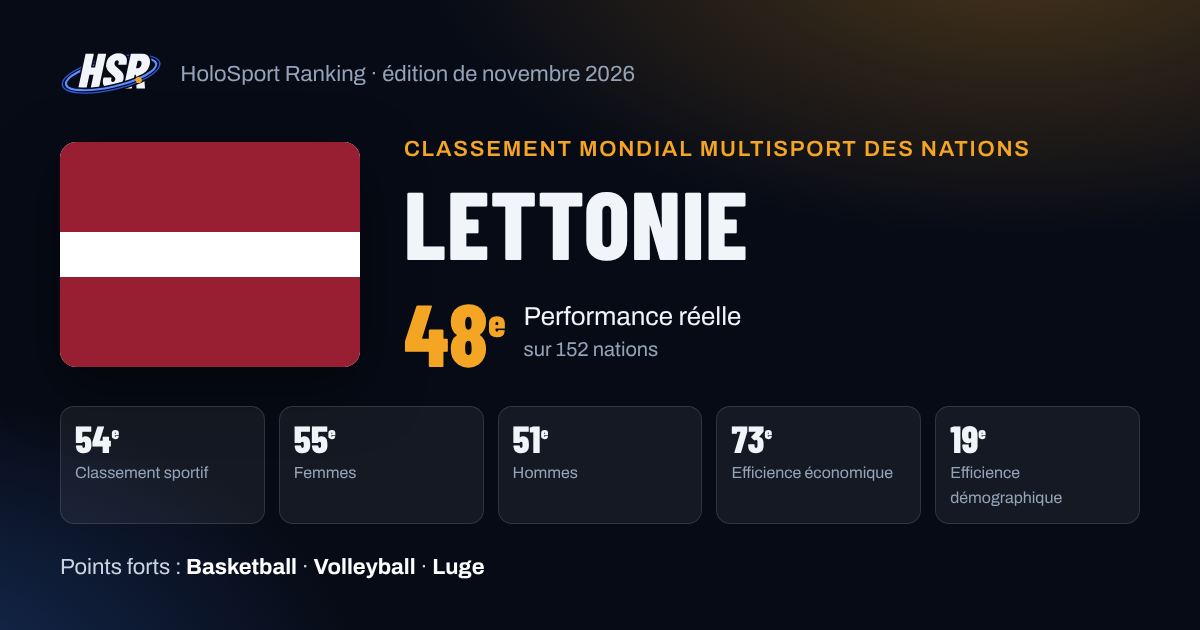 HSR
HoloSport Ranking · édition de novembre 2026
CLASSEMENT MONDIAL MULTISPORT DES NATIONS
LETTONIE
48e Performance réelle
sur 152 nations
54e
Classement sportif
55e
Femmes
51e
Hommes
73e
Efficience économique
19e
Efficience
démographique
Points forts : Basketball · Volleyball · Luge